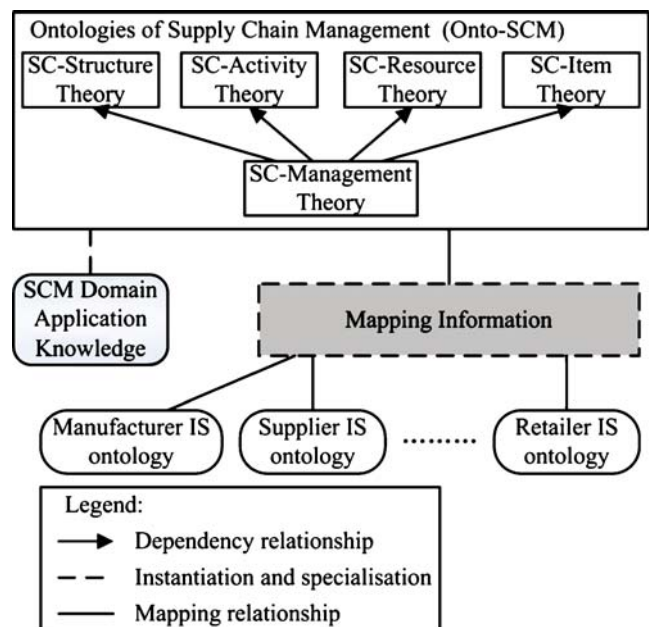 Ontologies of Supply Chain Management (Onto-SCM)
SC-Structure
Theory
SC-Activity
Theory
SC-Resource
Theory
SC-Item
Theory
SC-Management
Theory
SCM Domain
Application
Knowledge
Mapping Information
Manufacturer IS
ontology
Supplier IS
ontology
.........
Retailer IS
ontology
Legend:
Dependency relationship
Instantiation and specialisation
Mapping relationship